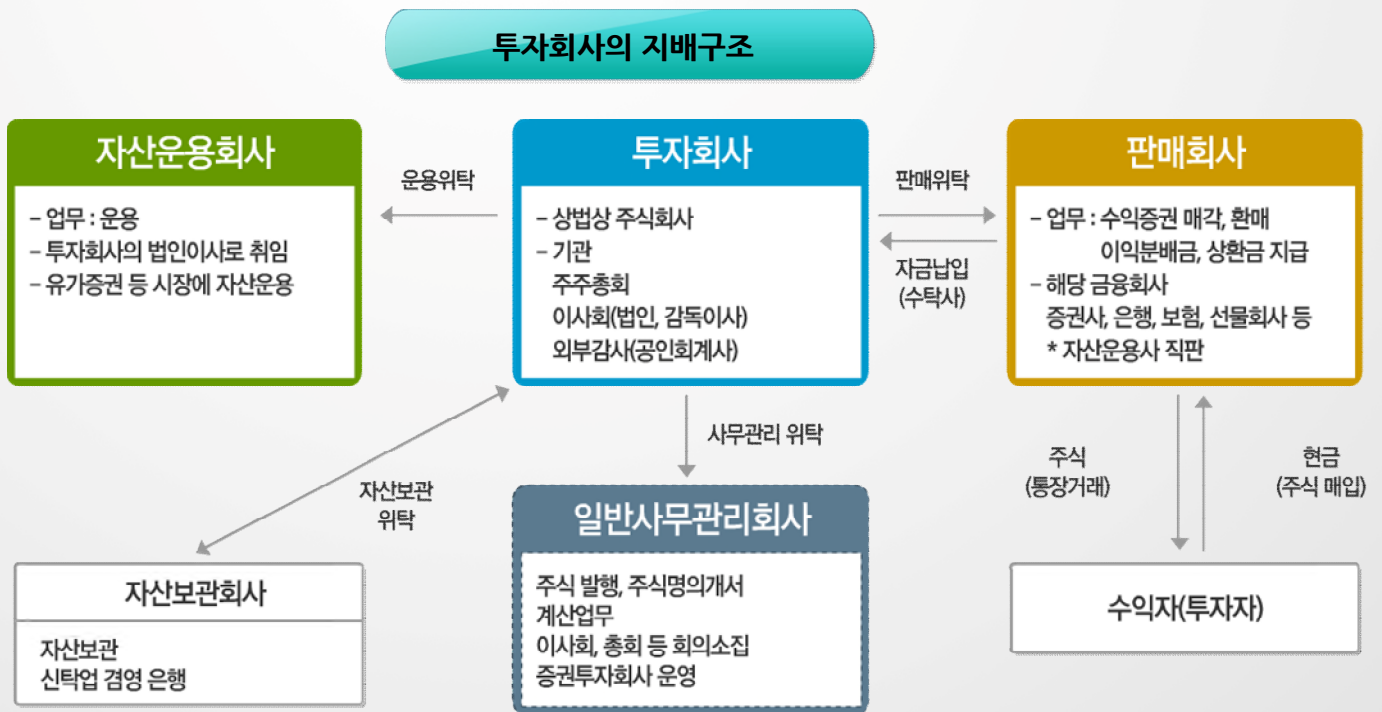 투자회사의 지배구조
자산운용회사
- 업무 : 운용
- 투자회사의 법인이사로 취임
- 유가증권 등 시장에 자산운용
운용위탁
투자회사
- 상법상 주식회사
- 기관
주주총회
이사회(법인, 감독이사)
외부감사(공인회계사)
판매위탁
자금납입
(수탁사)
판매회사
- 업무 : 수익증권 매각, 환매
이익분배금, 상환금 지급
- 해당 금융회사
증권사, 은행, 보험, 선물회사 등
* 자산운용사 직판
자산보관
위탁
사무관리 위탁
주식
(통장거래)
현금
(주식 매입)
자산보관회사
자산보관
신탁업 겸영 은행
일반사무관리회사
주식 발행, 주식명의개서
계산업무
이사회, 총회 등 회의소집
증권투자회사 운영
수익자(투자자)